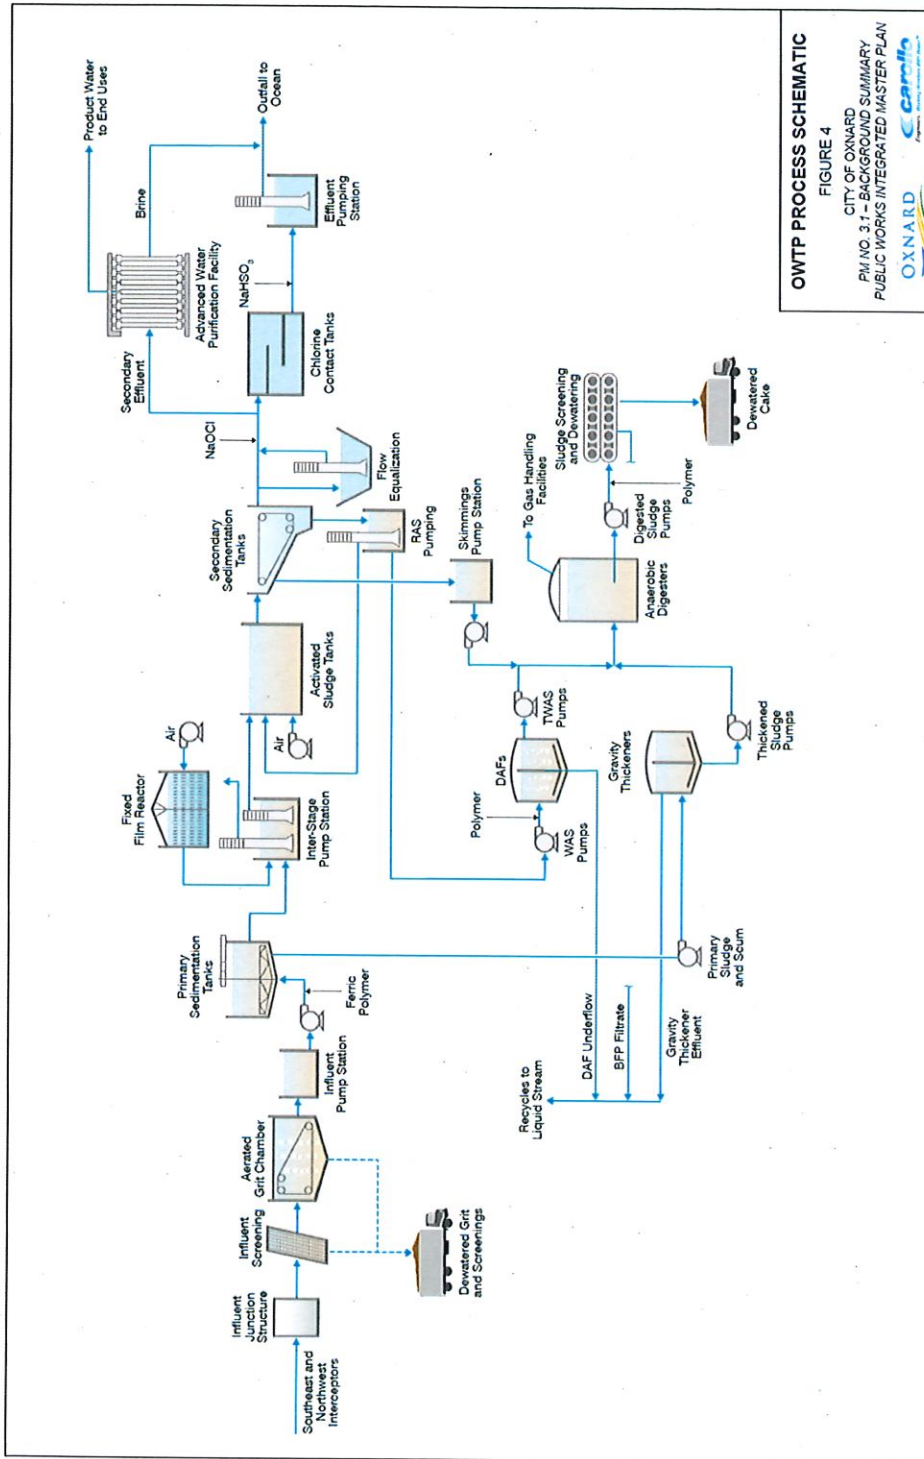 Southeast and
Northwest
Interceptors
Influent
Junction
Structure
Influent
Screening
Aerated
Grit Chamber
Dewatered Grit
and Screenings
Influent
Pump Station
Ferric
Polymer
Primary
Sedimentation
Tanks
Fixed
Film Reactor
Air
Inter-Stage
Pump Station
Air
Activated
Sludge Tanks
Secondary
Sedimentation
Tanks
RAS
Pumping
Flow
Equalization
NaOCl
Secondary
Effluent
Chlorine
Contact Tanks
NaHSO3
Advanced Water
Purification Facility
Brine
Product Water
to End Uses
Effluent
Pumping
Station
Outfall to
Ocean
Recycles to
Liquid Stream
DAF Underflow
BFP Filtrate
Gravity
Thickener
Effluent
Primary
Sludge
and Scum
Polymer
WAS
Pumps
DAFs
TWAS
Pumps
Gravity
Thickeners
Thickened
Sludge
Pumps
Skimmings
Pump Station
To Gas Handling
Facilities
Anaerobic
Digesters
Digested
Sludge
Pumps
Polymer
Sludge Screening
and Dewatering
Dewatered
Cake
OWTP PROCESS SCHEMATIC
FIGURE 4
CITY OF OXNARD
PM NO. 3.1 – BACKGROUND SUMMARY
PUBLIC WORKS INTEGRATED MASTER PLAN
OXNARD
carollo